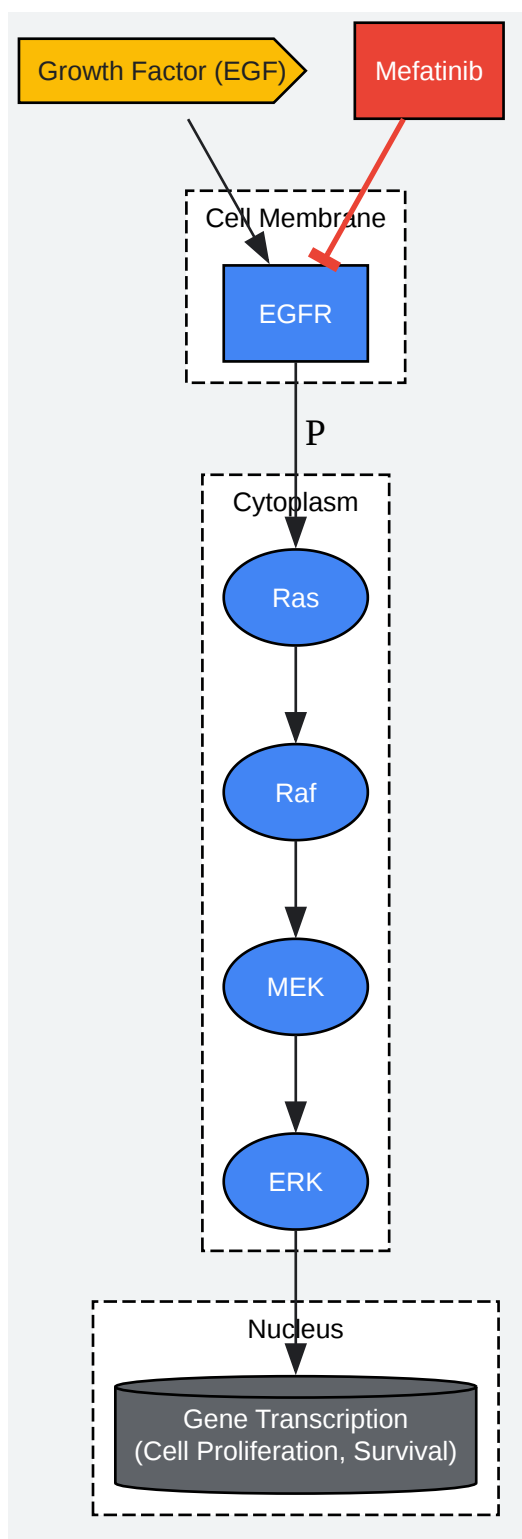 Growth Factor (EGF)
Mefatinib
Cell Membrane
EGFR
P
Cytoplasm
Ras
Raf
MEK
ERK
Nucleus
Gene Transcription
(Cell Proliferation, Survival)